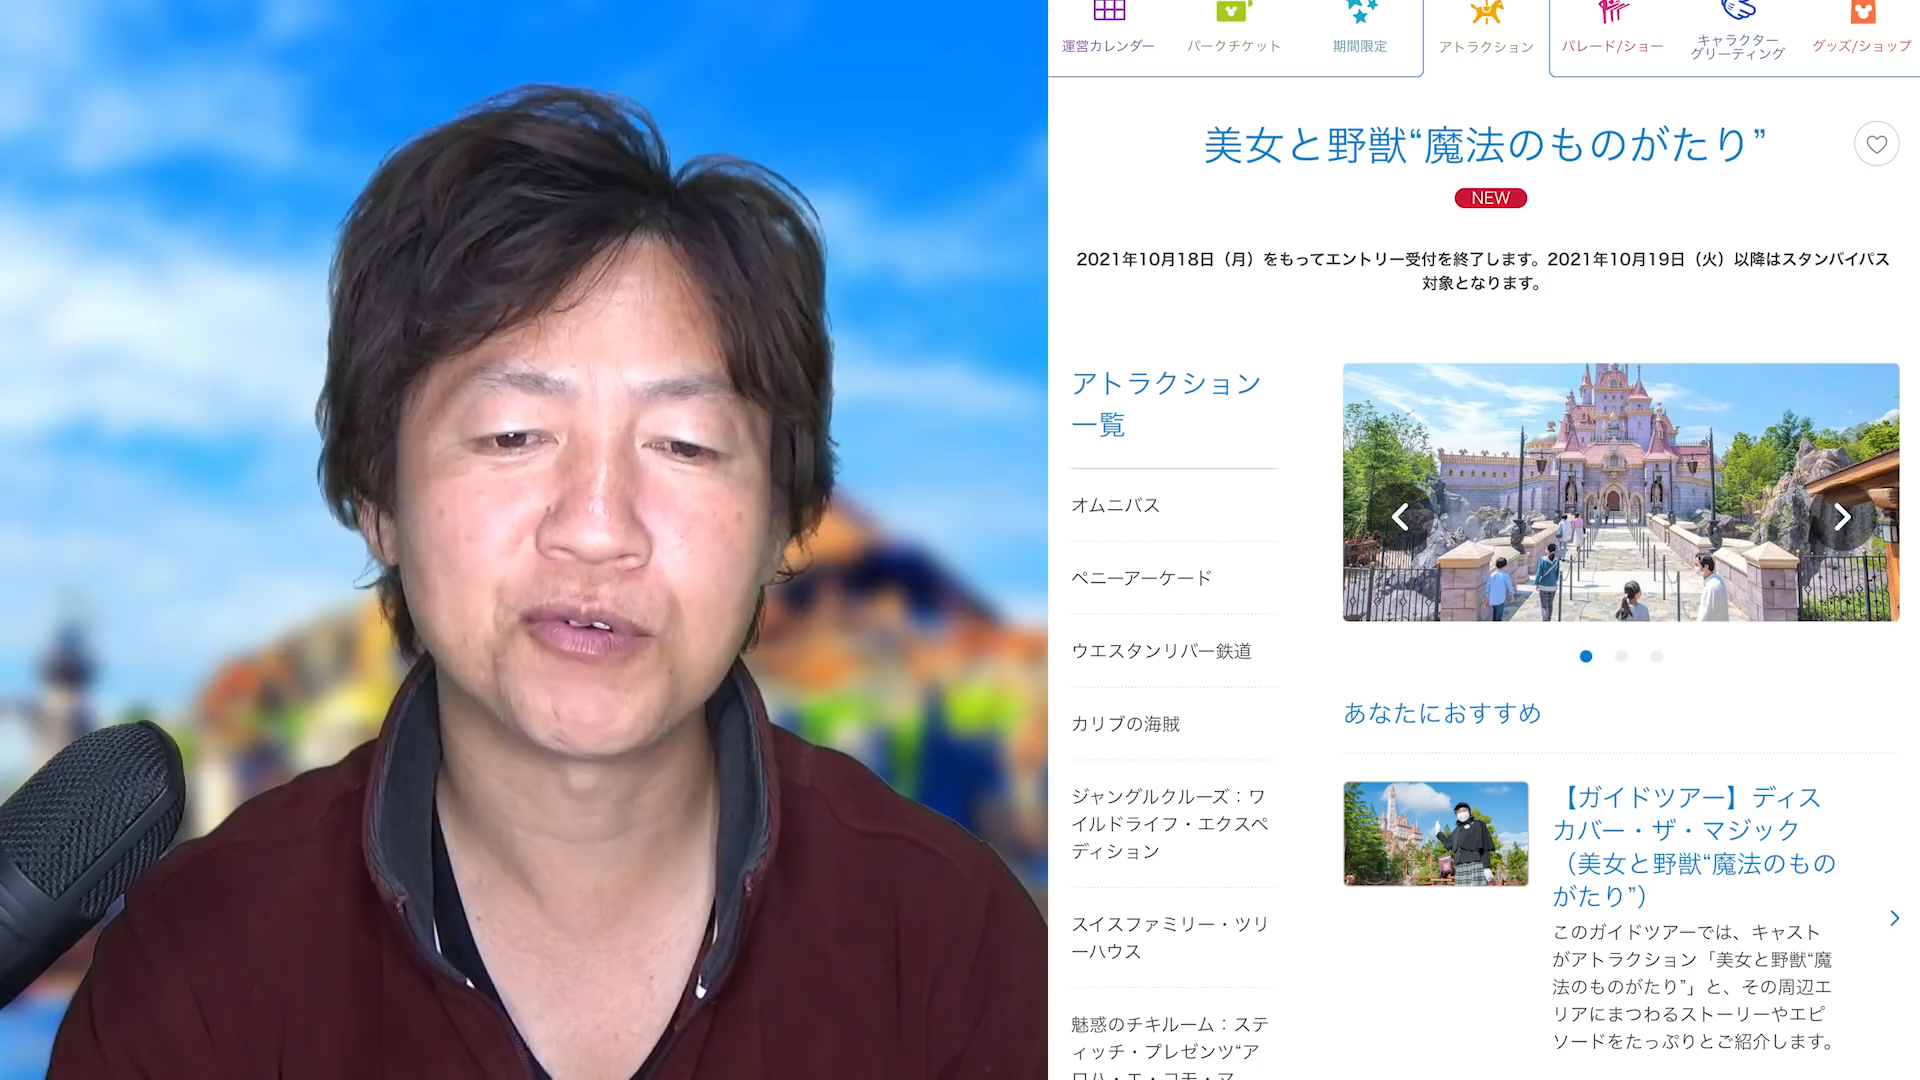 運営カレンダー
パークチケット
期間限定
アトラクション
パレード/ショー
キャラクター
グリーティング
グッズ/ショップ
美女と野獣“魔法のものがたり”
NEW
2021年10月18日（月）をもってエントリー受付を終了します。2021年10月19日（火）以降はスタンバイパス
対象となります。
アトラクション
一覧
オムニバス
ペニーアーケード
ウエスタンリバー鉄道
カリブの海賊
ジャングルクルーズ：ワ
イルドライフ・エクスペ
ディション
スイスファミリー・ツリ
ーハウス
魅惑のチキルーム：ステ
ィッチ・プレゼンツ“ア
ロハ・エ・コモ・マ
あなたにおすすめ
【ガイドツアー】ディス
カバー・ザ・マジック
（美女と野獣“魔法のもの
がたり”）
このガイドツアーでは、キャスト
がアトラクション「美女と野獣“魔
法のものがたり”」と、その周辺エ
リアにまつわるストーリーやエピ
ソードをたっぷりとご紹介します。